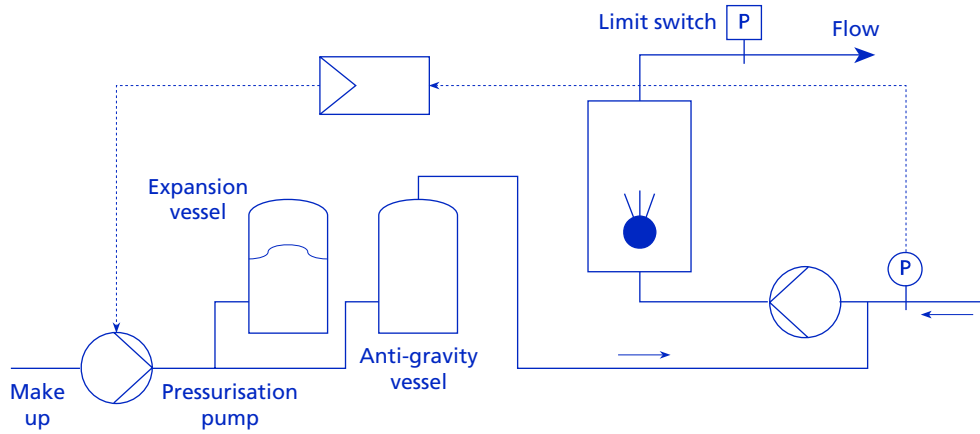 Limit switch
P
Flow
Expansion
vessel
P
Anti-gravity
vessel
Make
up
Pressurisation
pump